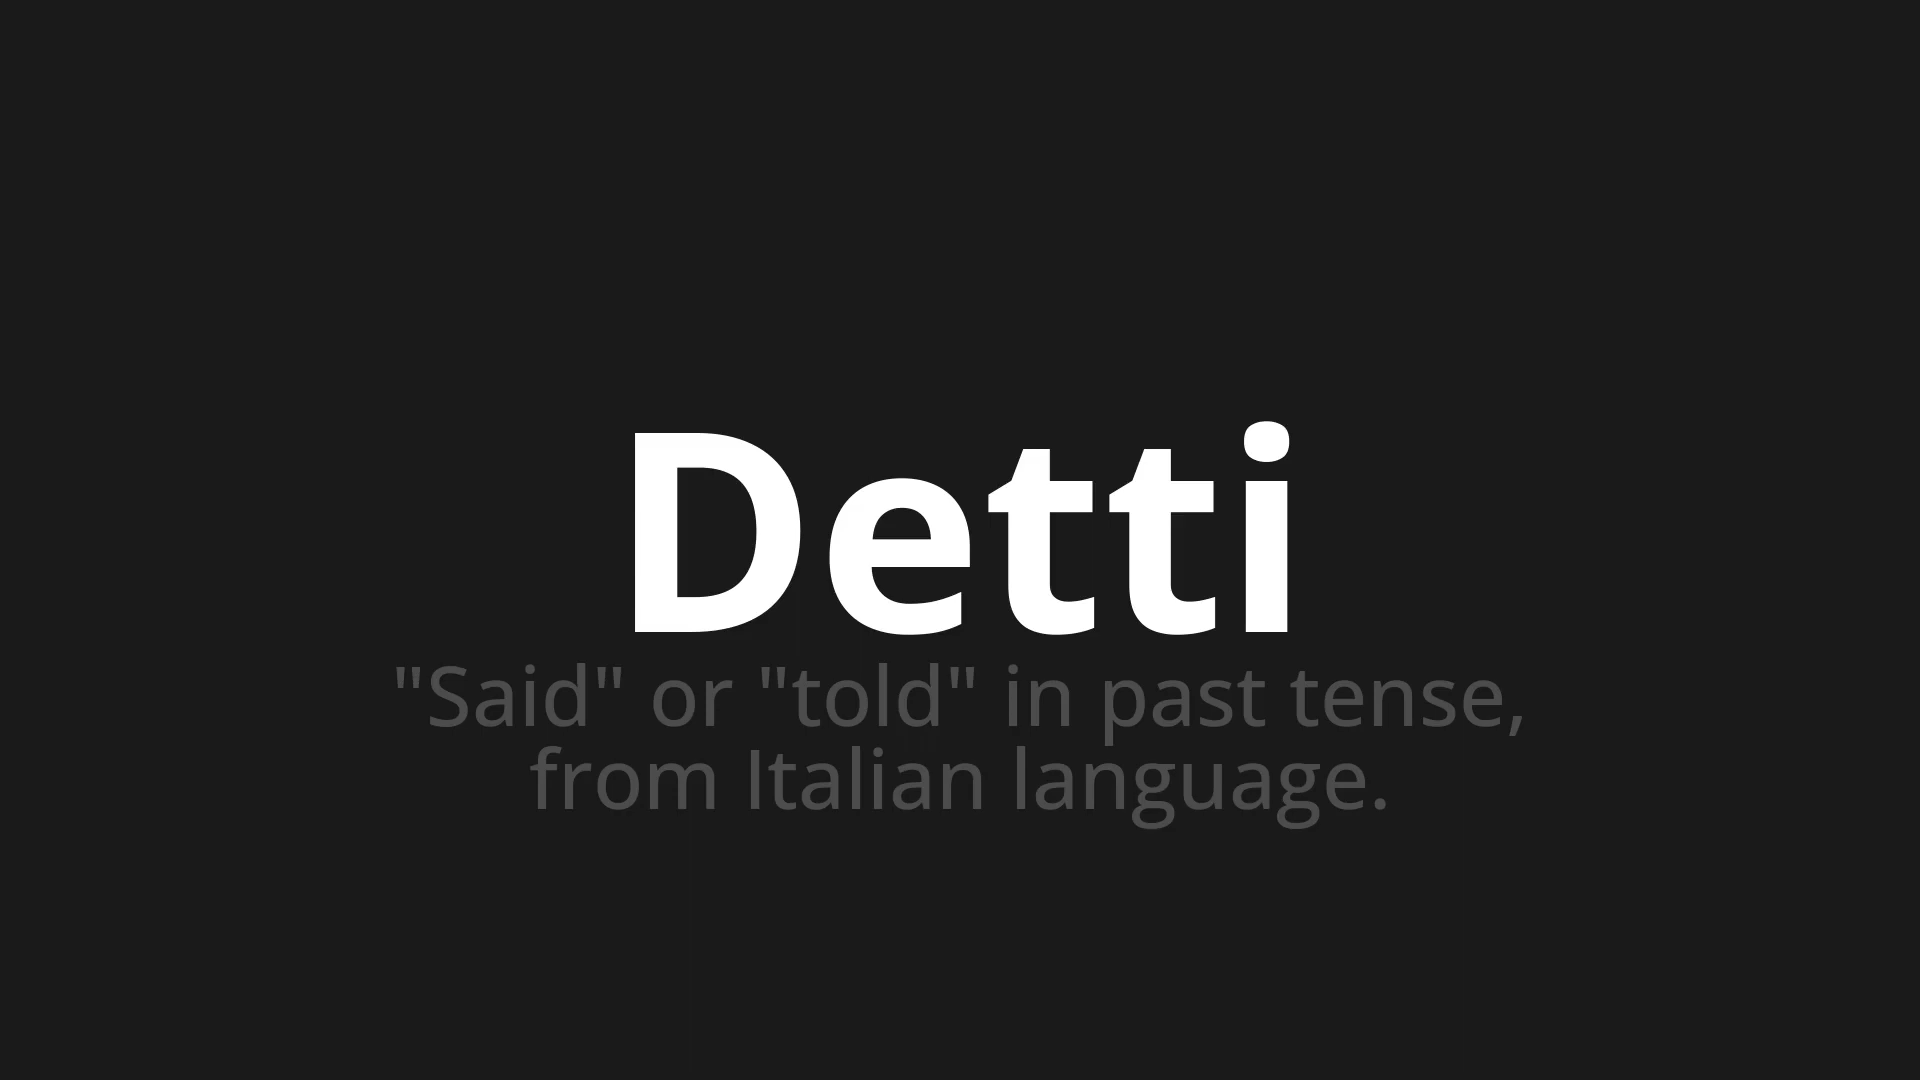 Detti
"Said" or "told" in past tense,
from Italian language.